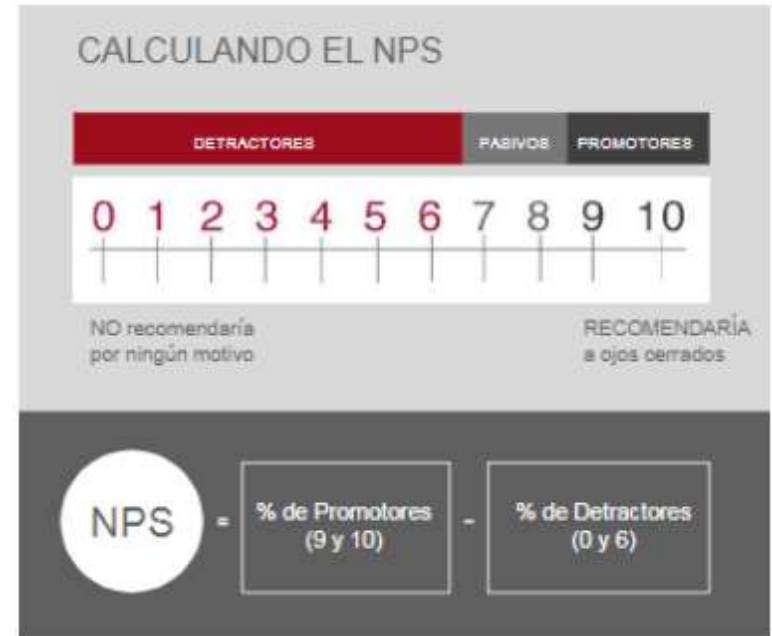 CALCULANDO EL NPS
DETRACTORES PASIVOS PROMOTORES
0 1 2 3 4 5 6 7 8 9 10
NO recomendaría
por ningún motivo
RECOMENDARÍA
a ojos cerrados
NPS = % de Promotores
(9 y 10)
- % de Detractores
(0 y 6)